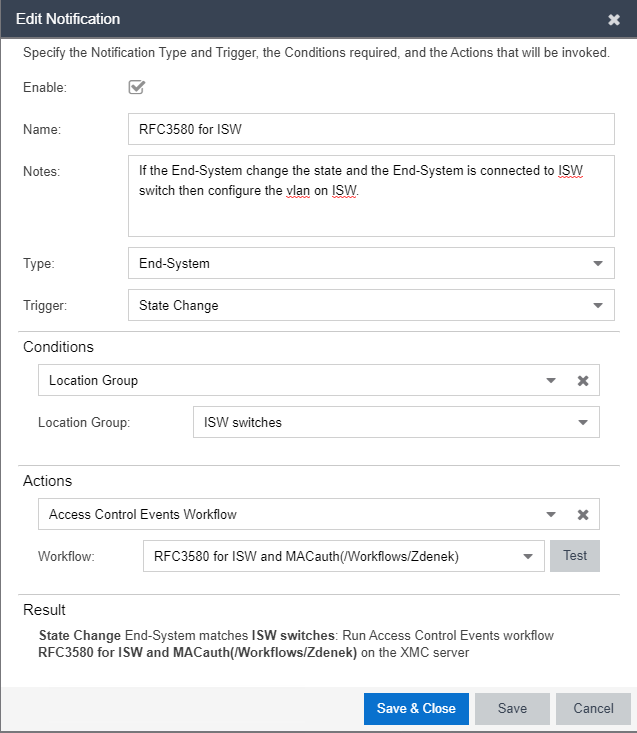 Edit Notification
Specify the Notification Type and Trigger, the Conditions required, and the Actions that will be invoked.
Enable:
Name: RFC3580 for ISW
Notes: If the End-System change the state and the End-System is connected to ISW
switch then configure the vlan on ISW.
Type: End-System
Trigger: State Change
Conditions
Location Group
Location Group: ISW switches
Actions
Access Control Events Workflow
Workflow: RFC3580 for ISW and MACauth(/Workflows/Zdenek) Test
Result
State Change End-System matches ISW switches: Run Access Control Events workflow
RFC3580 for ISW and MACauth(/Workflows/Zdenek) on the XMC server
Save & Close Save Cancel